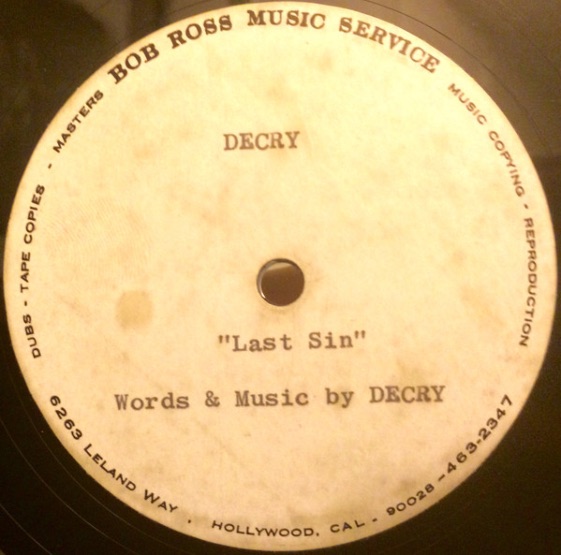 BOB ROSS MUSIC SERVICE
MUSIC COPYING - REPRODUCTION
DUBS - TAPE COPIES - MASTERS
DECRY
"Last Sin"
Words & Music by DECRY
6263 LELAND WAY, HOLLYWOOD, CAL. 90028-463-2347